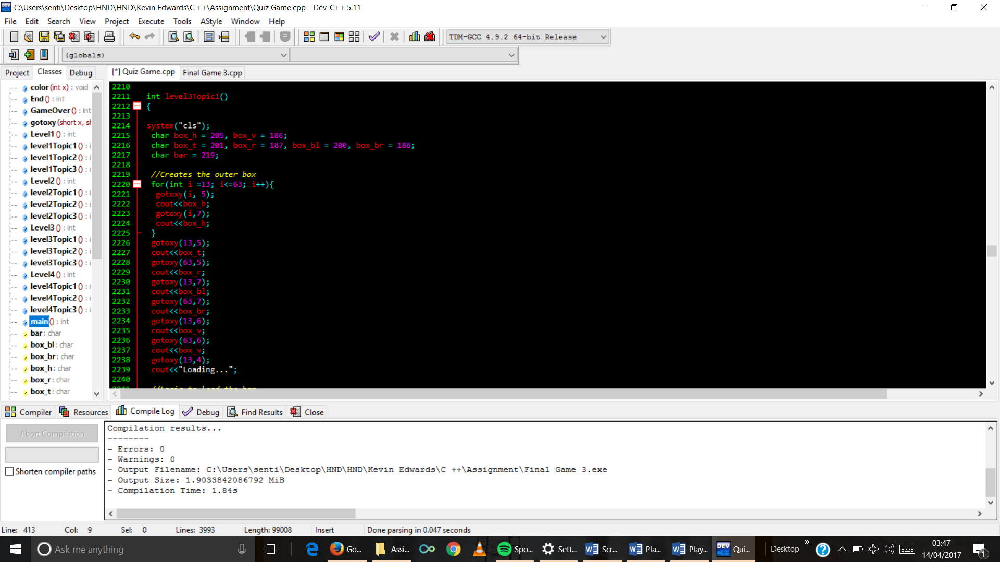 C:\Users\senti\Desktop\HND\HND\Kevin Edwards\C ++\Assignment\Quiz Game.cpp - Dev-C++ 5.11
File Edit Search View Project Execute Tools AStyle Window Help
TDM-GCC 4.9.2 64-bit Release
(globals)
Project Classes Debug
[*] Quiz Game.cpp Final Game 3.cpp
color (int x) : void
End () : int
GameOver () : int
gotoxy (short x, sh
Level1 () : int
level1Topic1 () : i
level1Topic2 () : i
level1Topic3 () : i
Level2 () : int
level2Topic1 () : i
level2Topic2 () : i
level2Topic3 () : i
Level3 () : int
level3Topic1 () : i
level3Topic2 () : i
level3Topic3 () : i
Level4 () : int
level4Topic1 () : i
level4Topic2 () : i
level4Topic3 () : i
main () : int
bar : char
box_bl : char
box_br : char
box_h : char
box_r : char
box_t : char
2210
2211 int level3Topic1()
2212 {
2213
2214 system("cls");
2215 char box_h = 205, box_v = 186;
2216 char box_t = 201, box_r = 187, box_bl = 200, box_br = 188;
2217 char bar = 219;
2218
2219 //Creates the outer box
2220 for(int i =13; i<=63; i++){
2221 gotoxy(i, 5);
2222 cout<<box_h;
2223 gotoxy(i,7);
2224 cout<<box_h;
2225 }
2226 gotoxy(13,5);
2227 cout<<box_t;
2228 gotoxy(63,5);
2229 cout<<box_r;
2230 gotoxy(13,7);
2231 cout<<box_bl;
2232 gotoxy(63,7);
2233 cout<<box_br;
2234 gotoxy(13,6);
2235 cout<<box_v;
2236 gotoxy(63,6);
2237 cout<<box_v;
2238 gotoxy(13,4);
2239 cout<<"Loading...";
2240
2241 //Logic to load the bar
Compiler Resources Compile Log Debug Find Results Close
Abort Compilation
Shorten compiler paths
Compilation results...
--------
- Errors: 0
- Warnings: 0
- Output Filename: C:\Users\senti\Desktop\HND\HND\Kevin Edwards\C ++\Assignment\Final Game 3.exe
- Output Size: 1.9033842086792 MiB
- Compilation Time: 1.84s
Line: 413 Col: 9 Sel: 0 Lines: 3993 Length: 99008 Insert Done parsing in 0.047 seconds
Ask me anything
Go... Assi... Spo... Sett... Scr... Pla... Play... DEV Qui... Desktop
03:47
14/04/2017
1